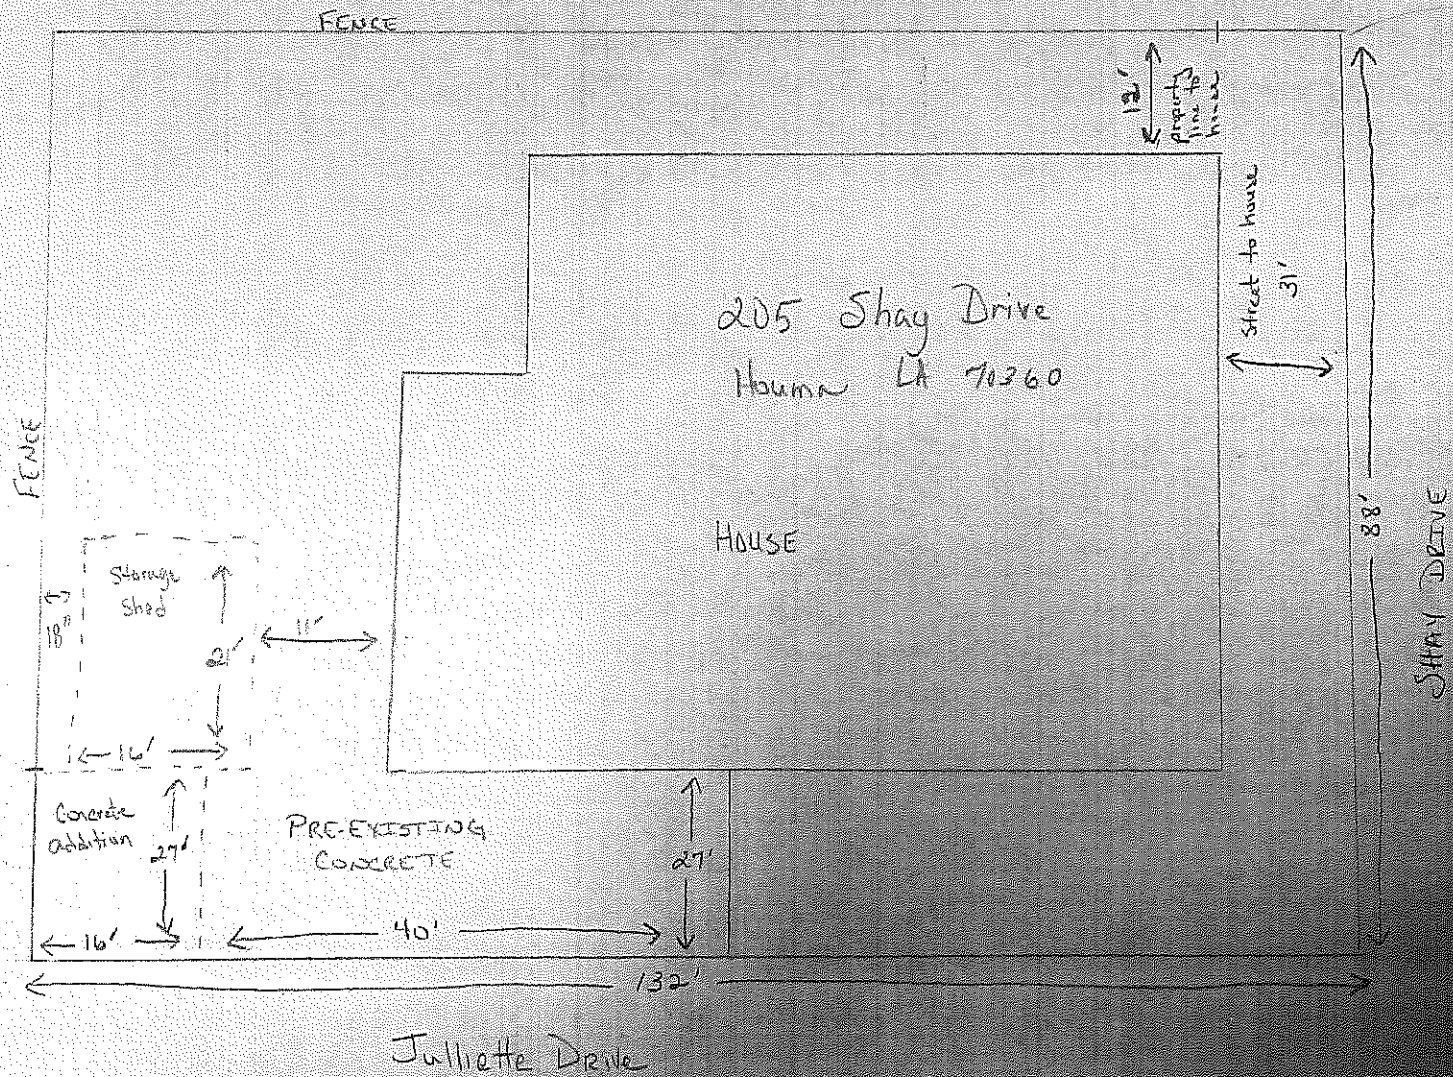 FENCE
12'
property
line to
house
Street to house
31'
205 Shay Drive
Houma LA 70360
FENCE
88'
SHAY DRIVE
HOUSE
Storage
Shed
18"
21'
11'
16'
Concrete
addition
27'
PRE-EXISTING
CONCRETE
27'
16'
40'
132'
Julliette Drive